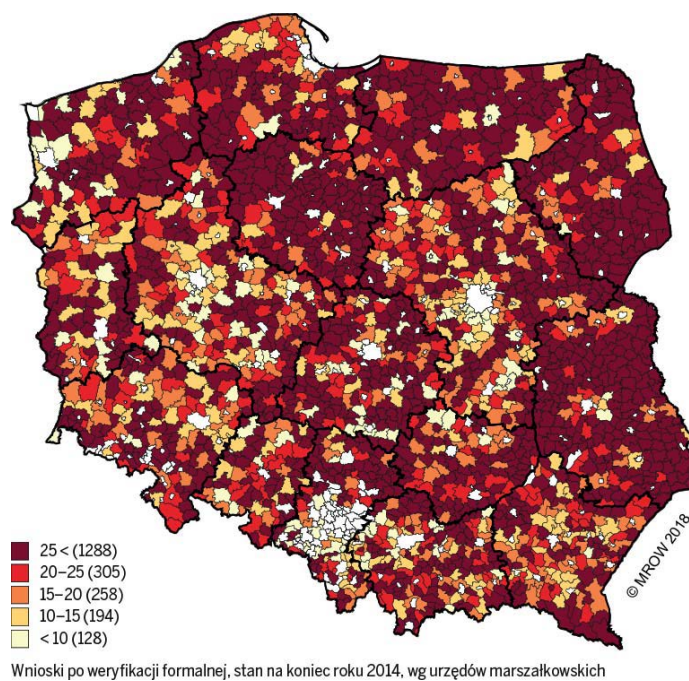 25 < (1288)
20–25 (305)
15–20 (258)
10–15 (194)
< 10 (128)
© MROW 2018
Wnioski po weryfikacji formalnej, stan na koniec roku 2014, wg urzędów marszałkowskich